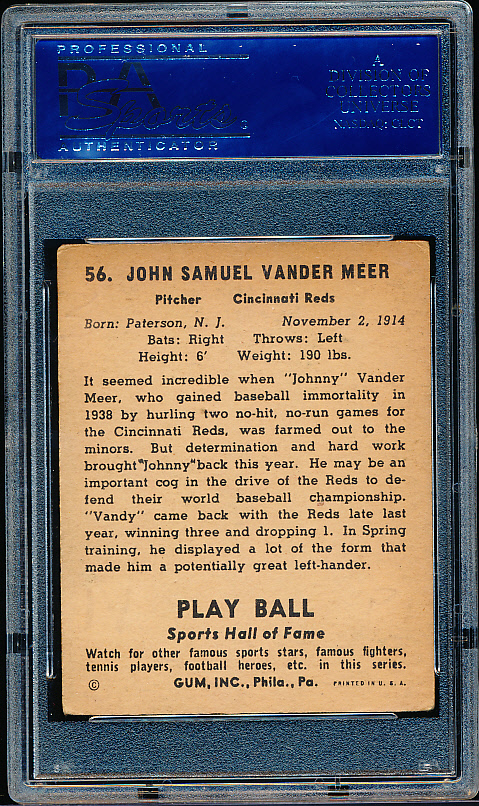 PROFESSIONAL
PSA
Sports
AUTHENTICATOR
A
DIVISION OF
COLLECTORS
UNIVERSE
NASDAQ: CLCT
56. JOHN SAMUEL VANDER MEER
Pitcher Cincinnati Reds
Born: Paterson, N. J. November 2, 1914
Bats: Right Throws: Left
Height: 6' Weight: 190 lbs.
It seemed incredible when "Johnny" Vander
Meer, who gained baseball immortality in
1938 by hurling two no-hit, no-run games for
the Cincinnati Reds, was farmed out to the
minors. But determination and hard work
brought "Johnny" back this year. He may be an
important cog in the drive of the Reds to de-
fend their world baseball championship.
"Vandy" came back with the Reds late last
year, winning three and dropping 1. In Spring
training, he displayed a lot of the form that
made him a potentially great left-hander.
PLAY BALL
Sports Hall of Fame
Watch for other famous sports stars, famous fighters,
tennis players, football heroes, etc. in this series.
© GUM, INC., Phila., Pa. PRINTED IN U. S. A.